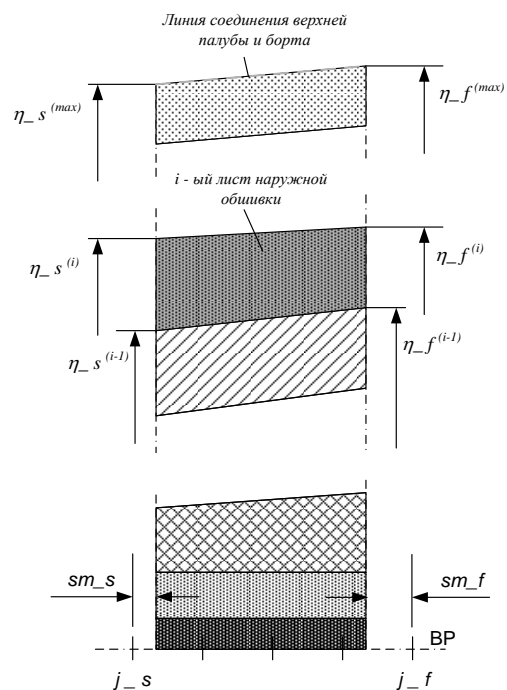 Линия соединения верхней
палубы и борта
η_ s (max)
η_ f (max)
i - ый лист наружной
обшивки
η_ s (i)
η_ f (i)
η_ s (i-1)
η_ f (i-1)
sm_s
sm_f
BP
j _ s
j _ f